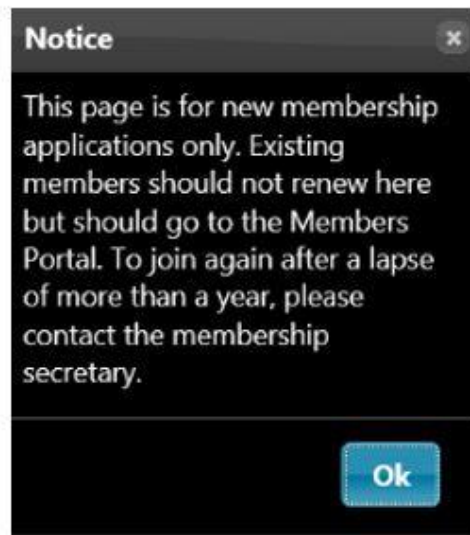 Notice
This page is for new membership
applications only. Existing
members should not renew here
but should go to the Members
Portal. To join again after a lapse
of more than a year, please
contact the membership
secretary.
Ok